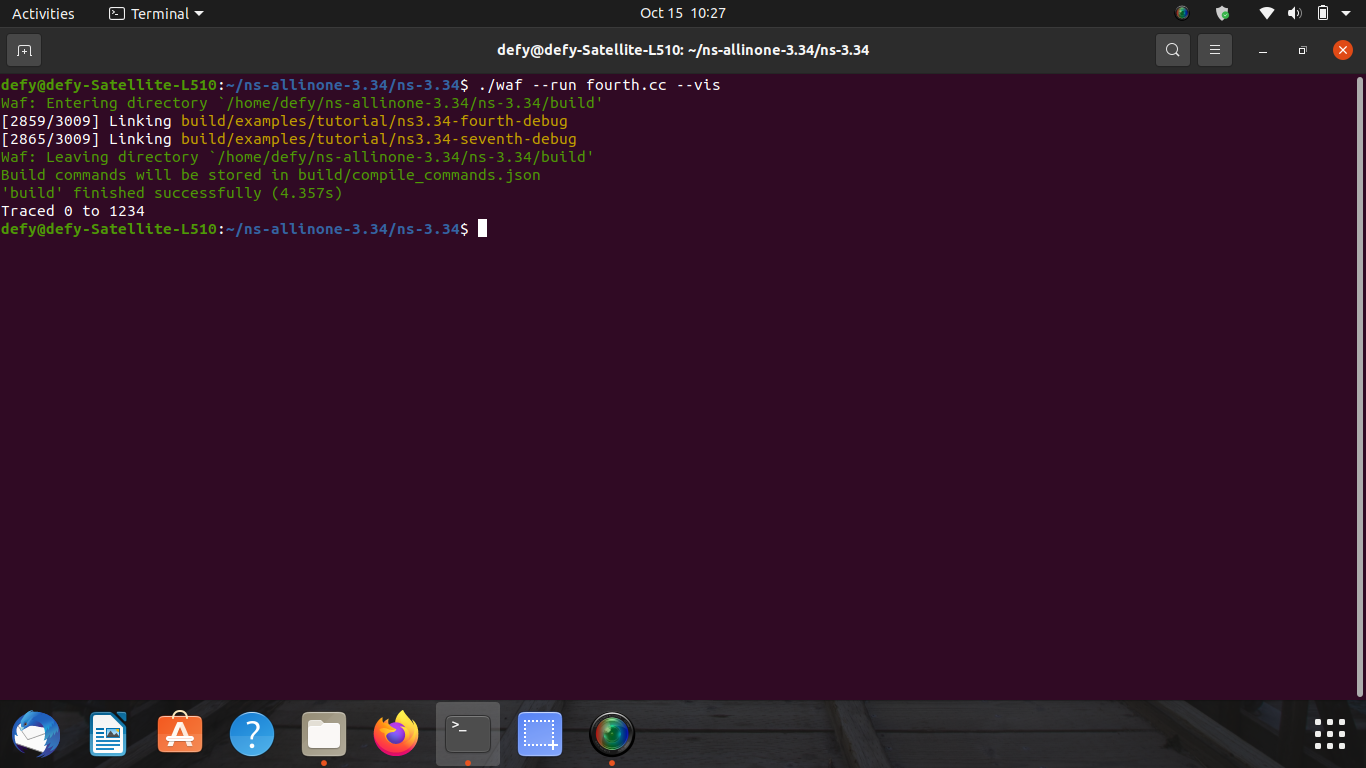 Activities
Terminal
Oct 15 10:27
defy@defy-Satellite-L510: ~/ns-allinone-3.34/ns-3.34
defy@defy-Satellite-L510:~/ns-allinone-3.34/ns-3.34$ ./waf --run fourth.cc --vis
Waf: Entering directory `/home/defy/ns-allinone-3.34/ns-3.34/build'
[2859/3009] Linking build/examples/tutorial/ns3.34-fourth-debug
[2865/3009] Linking build/examples/tutorial/ns3.34-seventh-debug
Waf: Leaving directory `/home/defy/ns-allinone-3.34/ns-3.34/build'
Build commands will be stored in build/compile_commands.json
'build' finished successfully (4.357s)
Traced 0 to 1234
defy@defy-Satellite-L510:~/ns-allinone-3.34/ns-3.34$